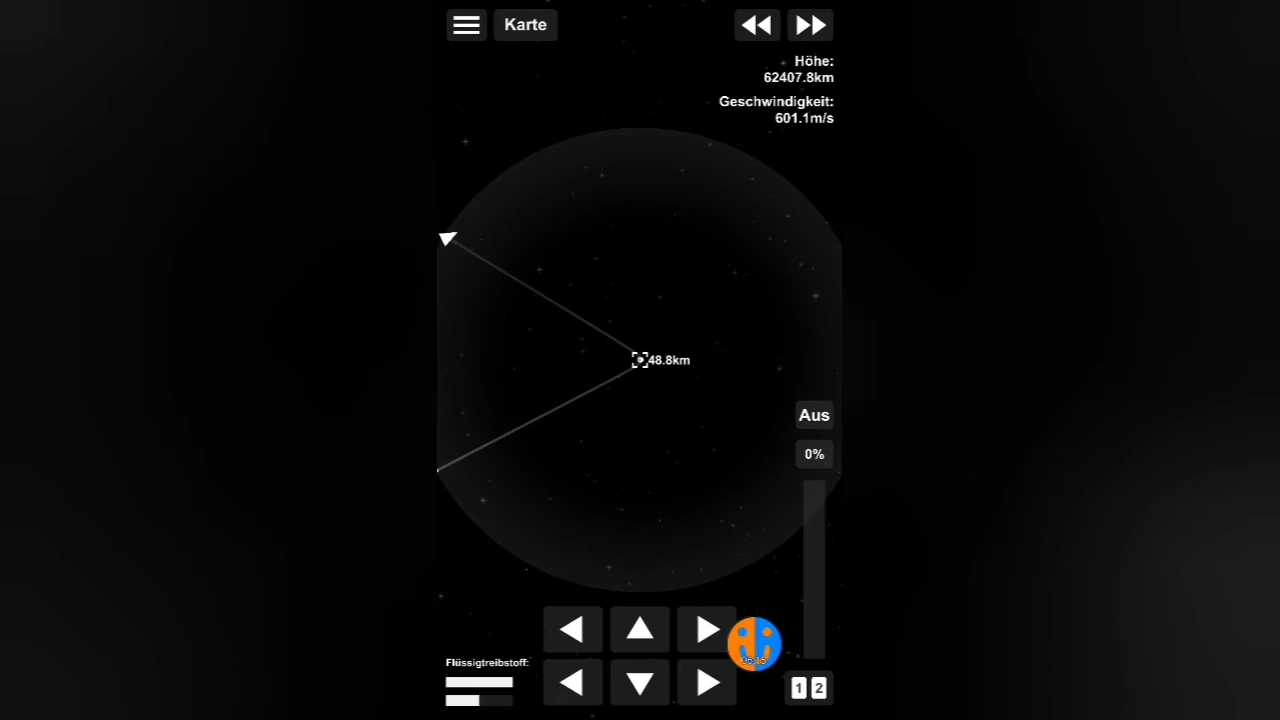 Karte
Höhe:
62407.8km
Geschwindigkeit:
601.1m/s
48.8km
Aus
0%
Flüssigtreibstoff:
1 2